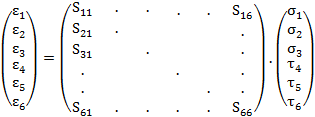 ε1 S11 . . . . S16 σ1
ε2 S21 . . σ2
ε3 = S31 . . . σ3
ε4 . . . τ4
ε5 . . . τ5
ε6 S61 . . . . S66 τ6